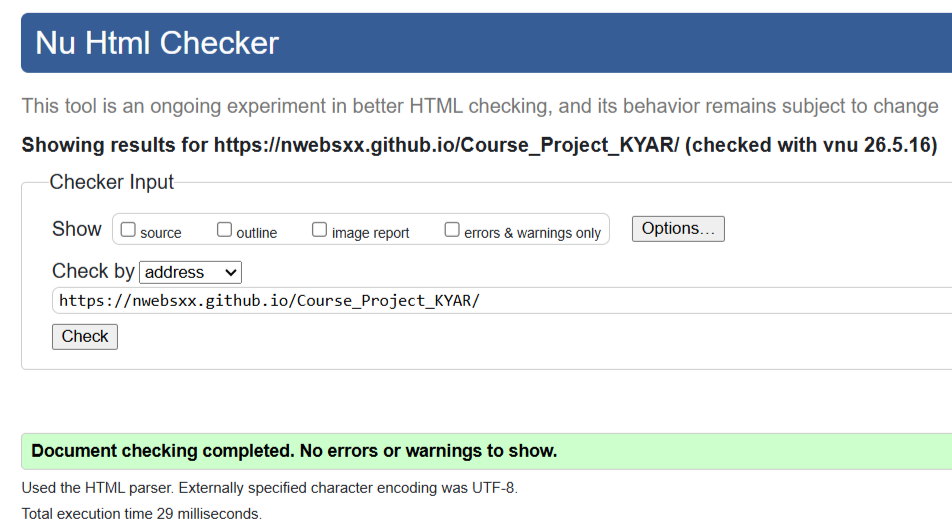 Nu Html Checker
This tool is an ongoing experiment in better HTML checking, and its behavior remains subject to change
Showing results for https://nwebsxx.github.io/Course_Project_KYAR/ (checked with vnu 26.5.16)
Checker Input
Show source outline image report errors & warnings only Options...
Check by address
https://nwebsxx.github.io/Course_Project_KYAR/
Check
Document checking completed. No errors or warnings to show.
Used the HTML parser. Externally specified character encoding was UTF-8.
Total execution time 29 milliseconds.